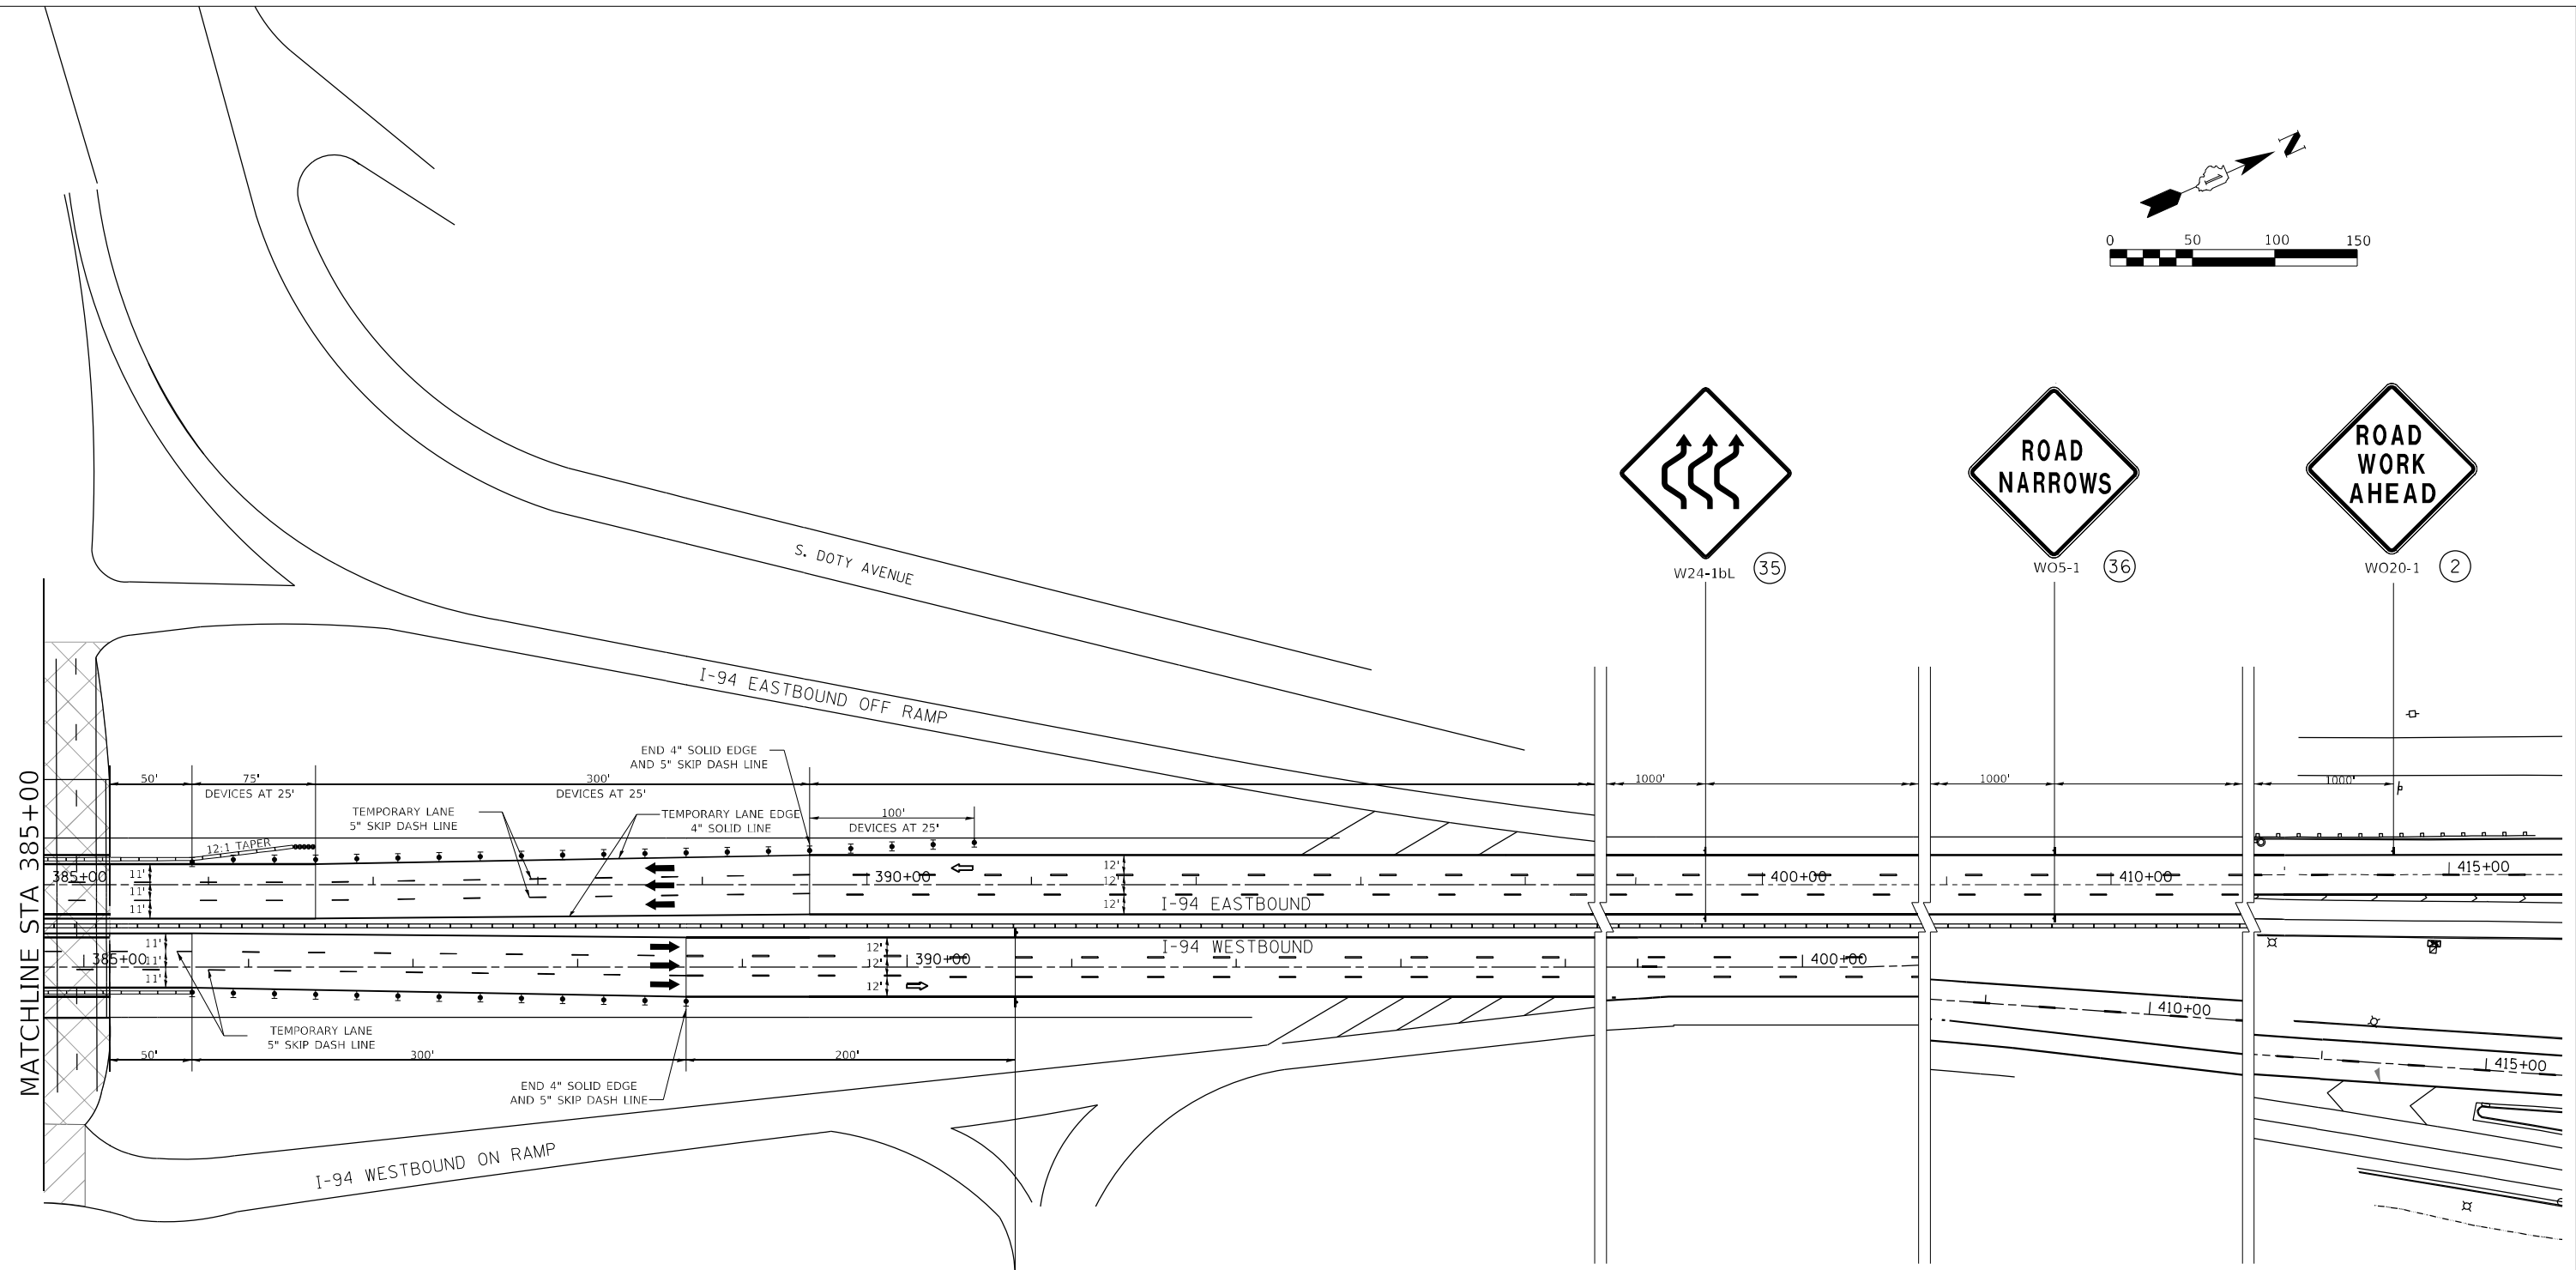 N
0 50 100 150
ROAD
NARROWS
ROAD
WORK
AHEAD
W24-1bL 35
WO5-1 36
WO20-1 2
S. DOTY AVENUE
I-94 EASTBOUND OFF RAMP
MATCHLINE STA 385+00
END 4" SOLID EDGE
AND 5" SKIP DASH LINE
50' 75' 300' 1000' 1000' 1000'
DEVICES AT 25' DEVICES AT 25'
TEMPORARY LANE
5" SKIP DASH LINE
TEMPORARY LANE EDGE
4" SOLID LINE
100'
DEVICES AT 25'
12:1 TAPER
385+00 11' 11' 11'
390+00 12' 12' 12' 400+00 410+00 415+00
I-94 EASTBOUND
I-94 WESTBOUND
385+00 11' 11' 11'
12' 12' 12' 390+00 400+00 410+00 415+00
TEMPORARY LANE
5" SKIP DASH LINE
50' 300' 200'
END 4" SOLID EDGE
AND 5" SKIP DASH LINE
I-94 WESTBOUND ON RAMP